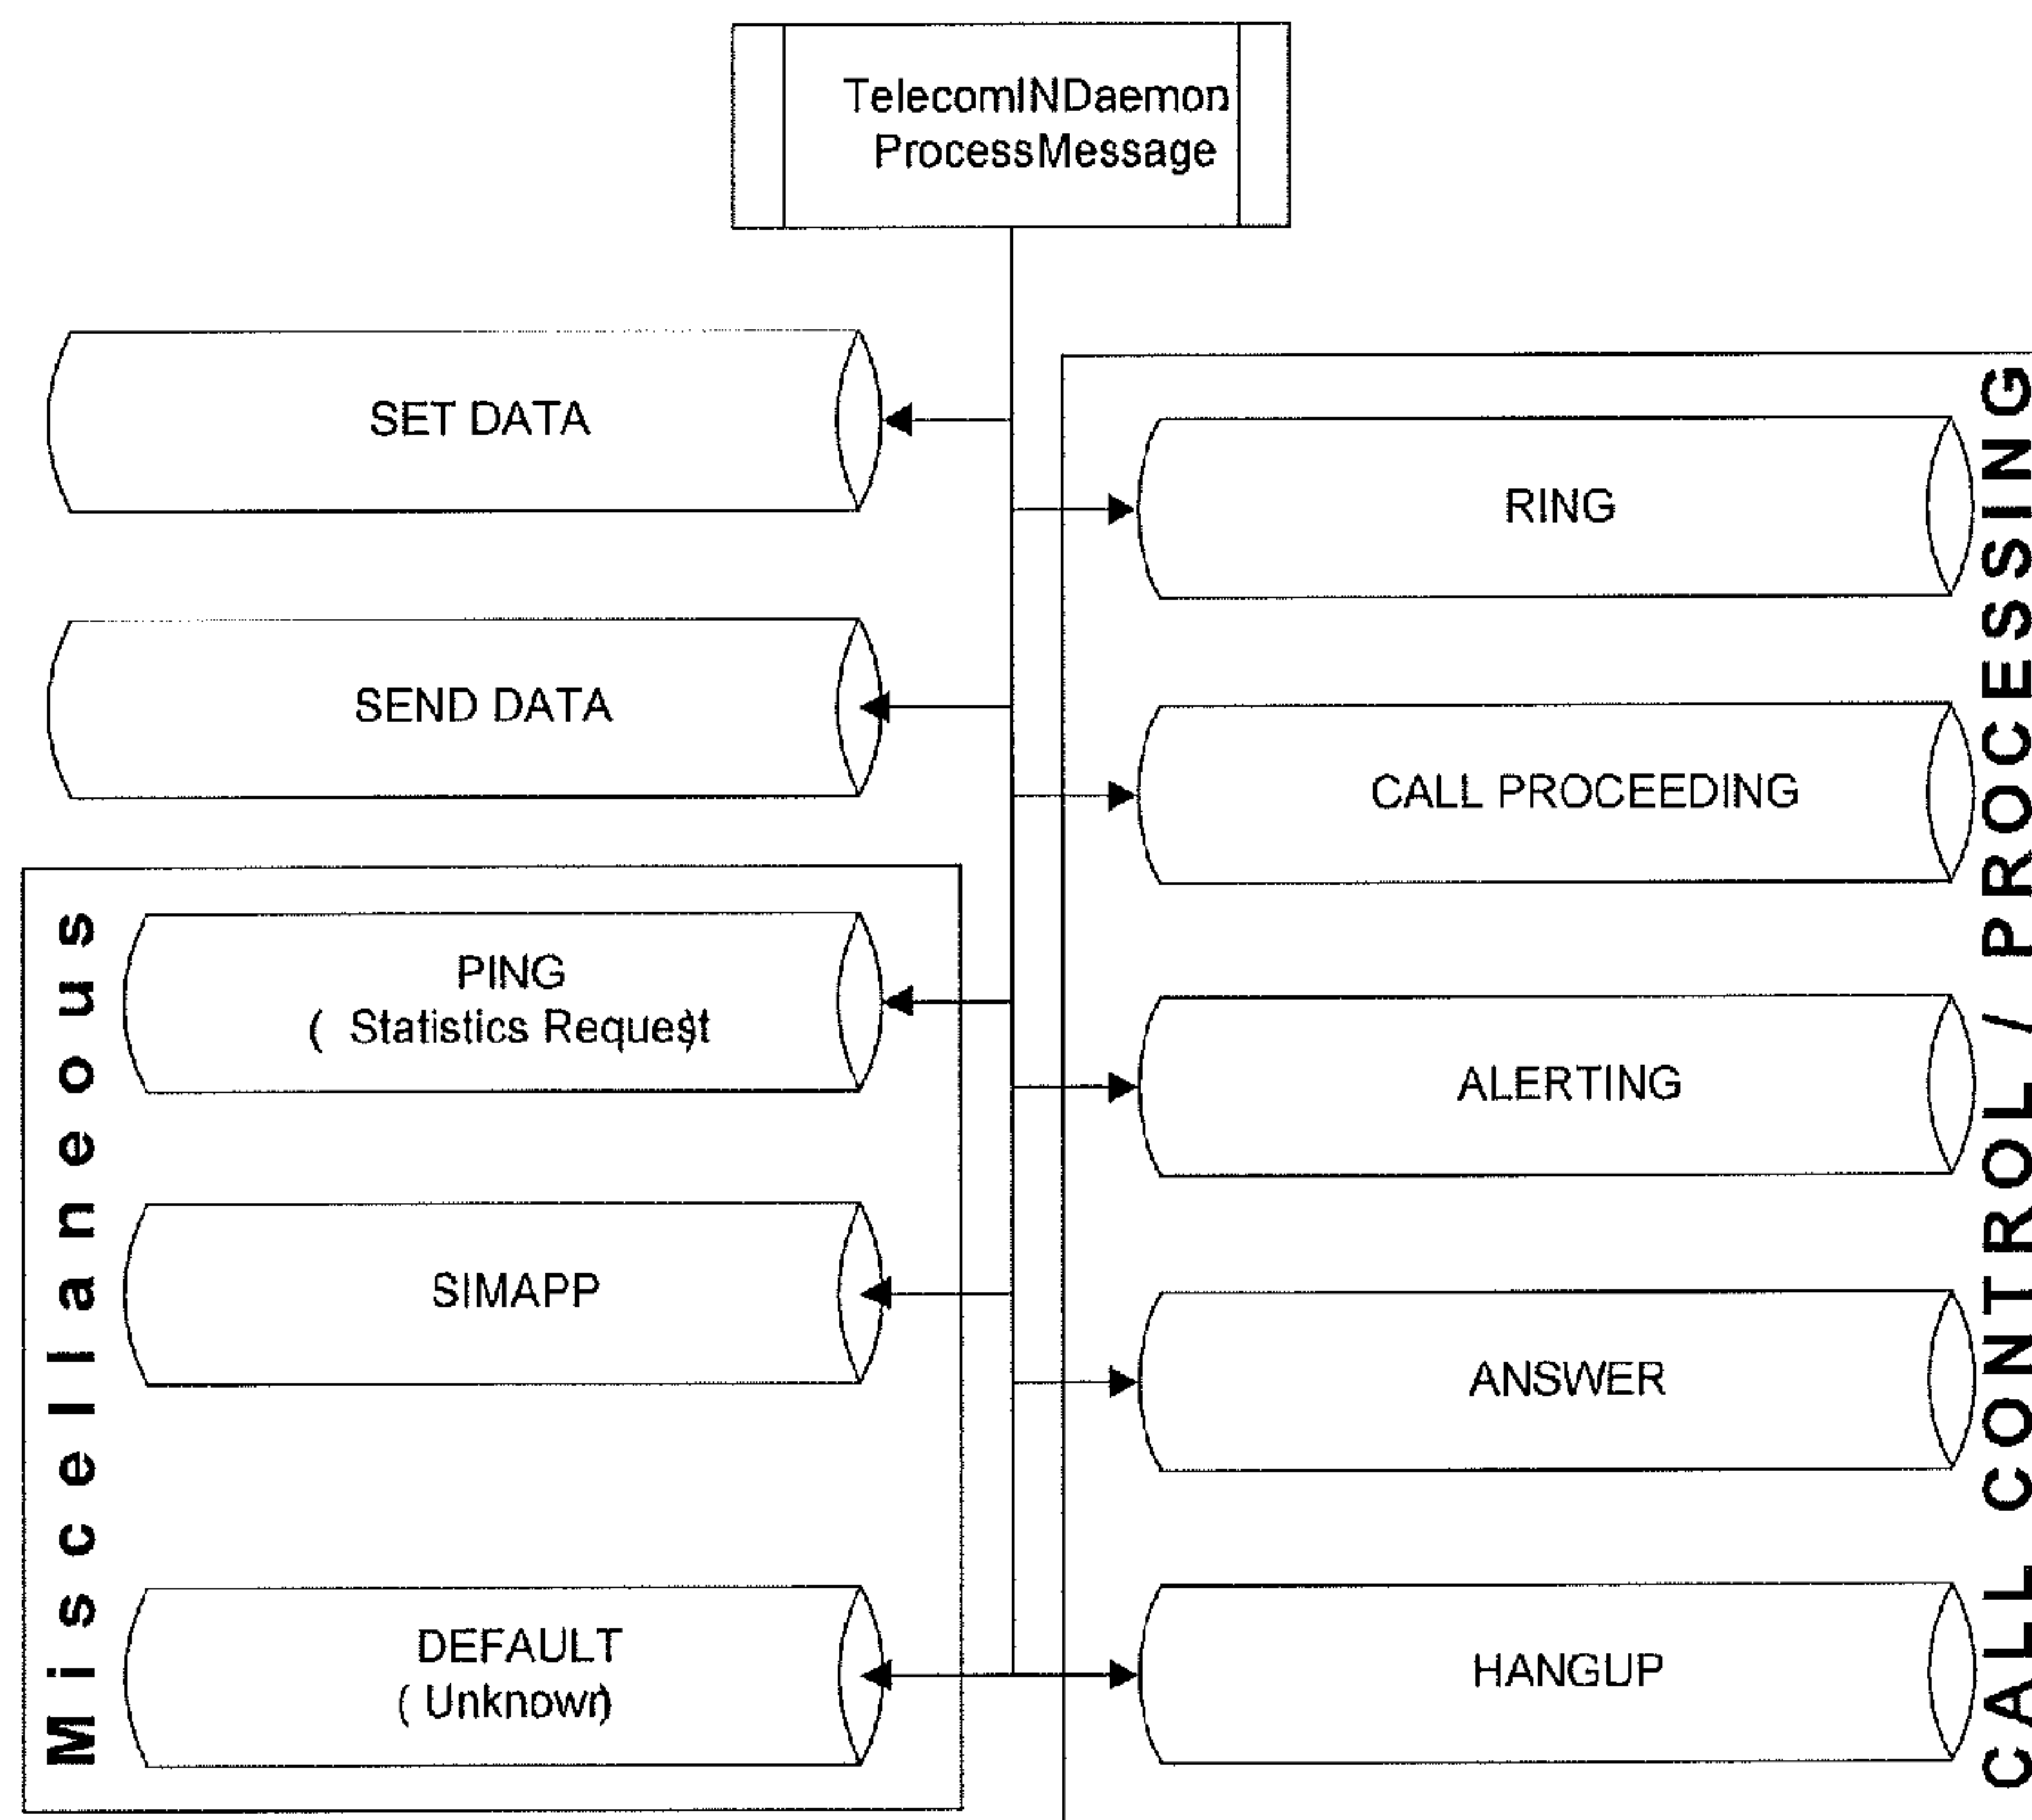 TelecomINDaemon
ProcessMessage
SET DATA
SEND DATA
Miscellaneous
PING
( Statistics Request)
SIMAPP
DEFAULT
( Unknown)
RING
CALL PROCEEDING
ALERTING
ANSWER
HANGUP
CALL CONTROL / PROCESSING